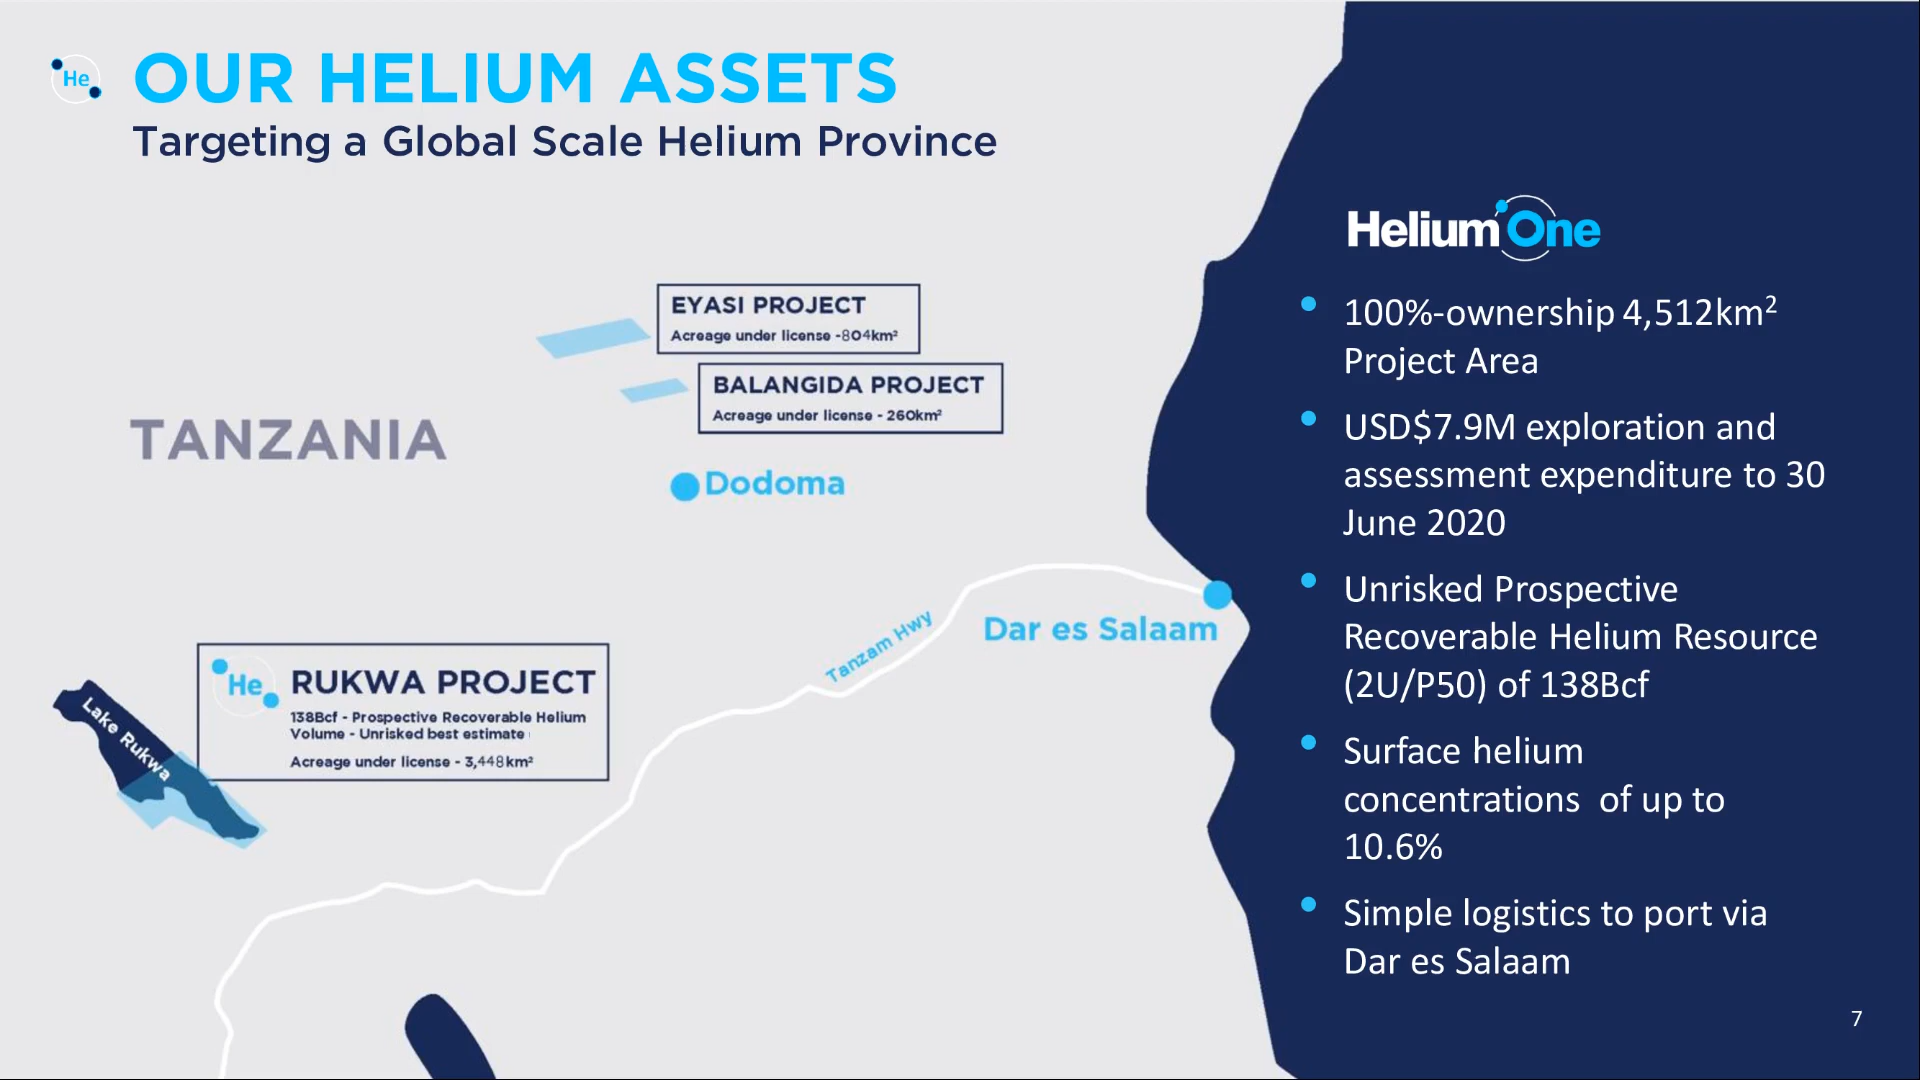 He
OUR HELIUM ASSETS
Targeting a Global Scale Helium Province
EYASI PROJECT
Acreage under license -804km²
BALANGIDA PROJECT
Acreage under license - 260km²
TANZANIA
Dodoma
Tanzam Hwy
Dar es Salaam
He
RUKWA PROJECT
138Bcf - Prospective Recoverable Helium
Volume - Unrisked best estimate
Acreage under license - 3,448km²
Lake Rukwa
HeliumOne
• 100%-ownership 4,512km²
Project Area
• USD$7.9M exploration and
assessment expenditure to 30
June 2020
• Unrisked Prospective
Recoverable Helium Resource
(2U/P50) of 138Bcf
• Surface helium
concentrations  of up to
10.6%
• Simple logistics to port via
Dar es Salaam
7